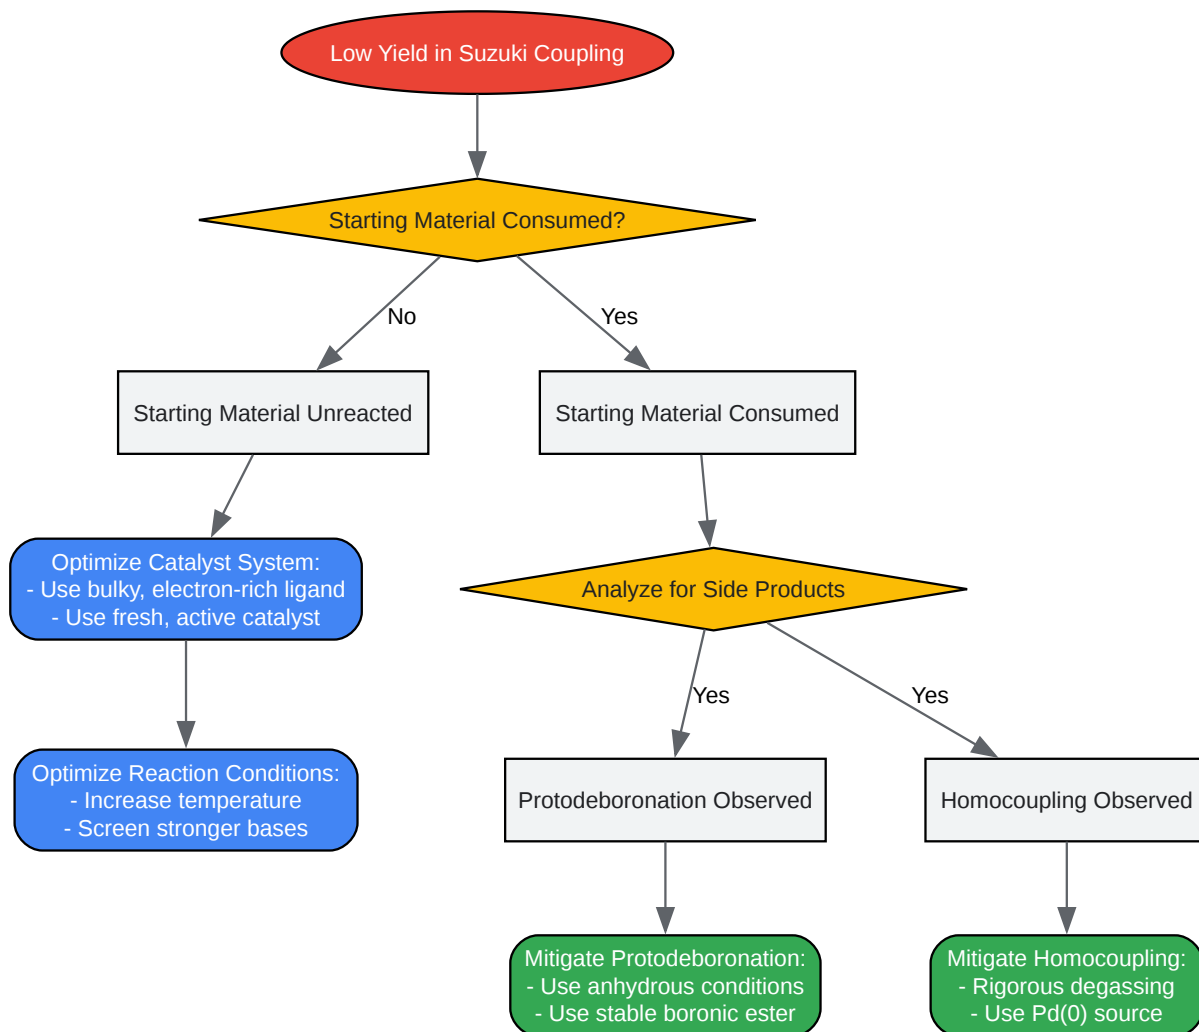 Low Yield in Suzuki Coupling
Starting Material Consumed?
No
Yes
Starting Material Unreacted
Starting Material Consumed
Optimize Catalyst System:
- Use bulky, electron-rich ligand
- Use fresh, active catalyst
Analyze for Side Products
Yes
Yes
Optimize Reaction Conditions:
- Increase temperature
- Screen stronger bases
Protodeboronation Observed
Homocoupling Observed
Mitigate Protodeboronation:
- Use anhydrous conditions
- Use stable boronic ester
Mitigate Homocoupling:
- Rigorous degassing
- Use Pd(0) source